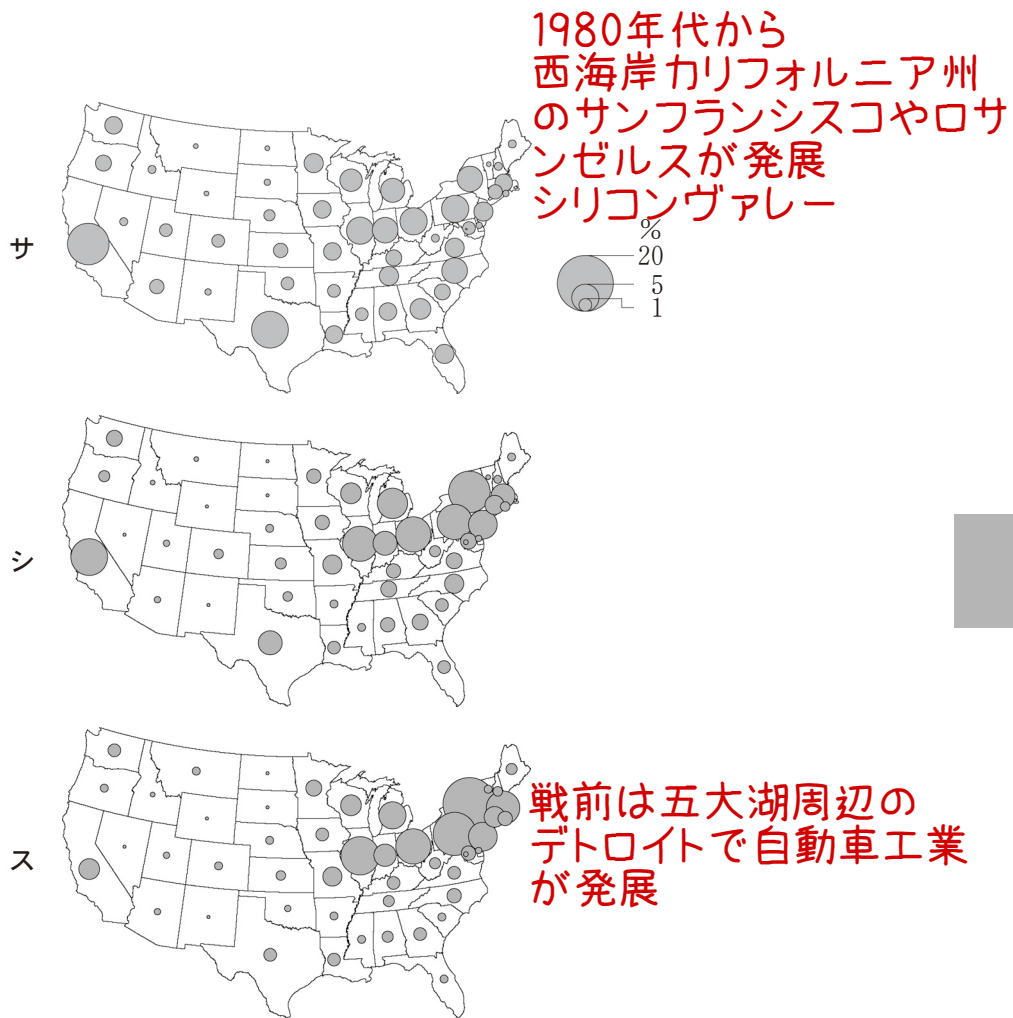 1980年代から
西海岸カリフォルニア州
のサンフランシスコやロサ
ンゼルスが発展
シリコンヴァレー
サ
%
20
5
1
シ
ス
戦前は五大湖周辺の
デトロイトで自動車工業
が発展